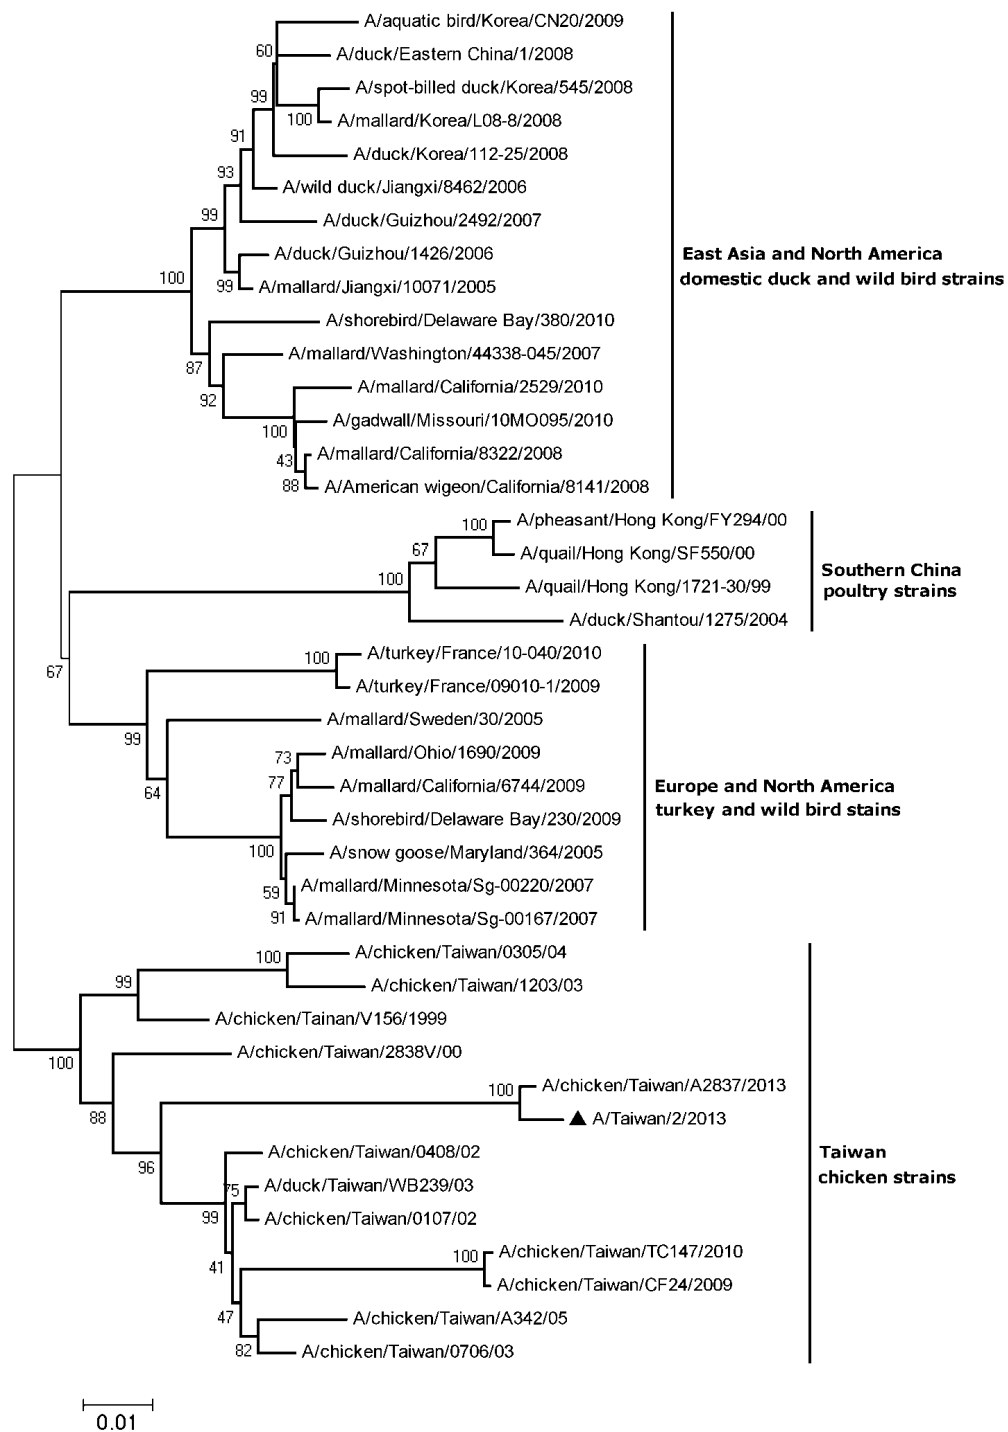 A/aquatic bird/Korea/CN20/2009
60
A/duck/Eastern China/1/2008
A/spot-billed duck/Korea/545/2008
99
100
A/mallard/Korea/L08-8/2008
91
A/duck/Korea/112-25/2008
93
A/wild duck/Jiangxi/8462/2006
99
A/duck/Guizhou/2492/2007
A/duck/Guizhou/1426/2006
East Asia and North America
domestic duck and wild bird strains
100
99
A/mallard/Jiangxi/10071/2005
A/shorebird/Delaware Bay/380/2010
A/mallard/Washington/44338-045/2007
87
A/mallard/California/2529/2010
92
A/gadwall/Missouri/10MO095/2010
100
A/mallard/California/8322/2008
43
88
A/American wigeon/California/8141/2008
A/pheasant/Hong Kong/FY294/00
100
67
A/quail/Hong Kong/SF550/00
Southern China
poultry strains
100
A/quail/Hong Kong/1721-30/99
A/duck/Shantou/1275/2004
A/turkey/France/10-040/2010
100
67
A/turkey/France/09010-1/2009
A/mallard/Sweden/30/2005
99
73
A/mallard/Ohio/1690/2009
77
A/mallard/California/6744/2009
64
Europe and North America
turkey and wild bird stains
A/shorebird/Delaware Bay/230/2009
100
A/snow goose/Maryland/364/2005
A/mallard/Minnesota/Sg-00220/2007
59
91
A/mallard/Minnesota/Sg-00167/2007
A/chicken/Taiwan/0305/04
100
99
A/chicken/Taiwan/1203/03
A/chicken/Tainan/V156/1999
100
A/chicken/Taiwan/2838V/00
A/chicken/Taiwan/A2837/2013
100
88
▲ A/Taiwan/2/2013
A/chicken/Taiwan/0408/02
96
Taiwan
chicken strains
75
A/duck/Taiwan/WB239/03
99
A/chicken/Taiwan/0107/02
A/chicken/Taiwan/TC147/2010
100
41
A/chicken/Taiwan/CF24/2009
47
A/chicken/Taiwan/A342/05
82
A/chicken/Taiwan/0706/03
0.01